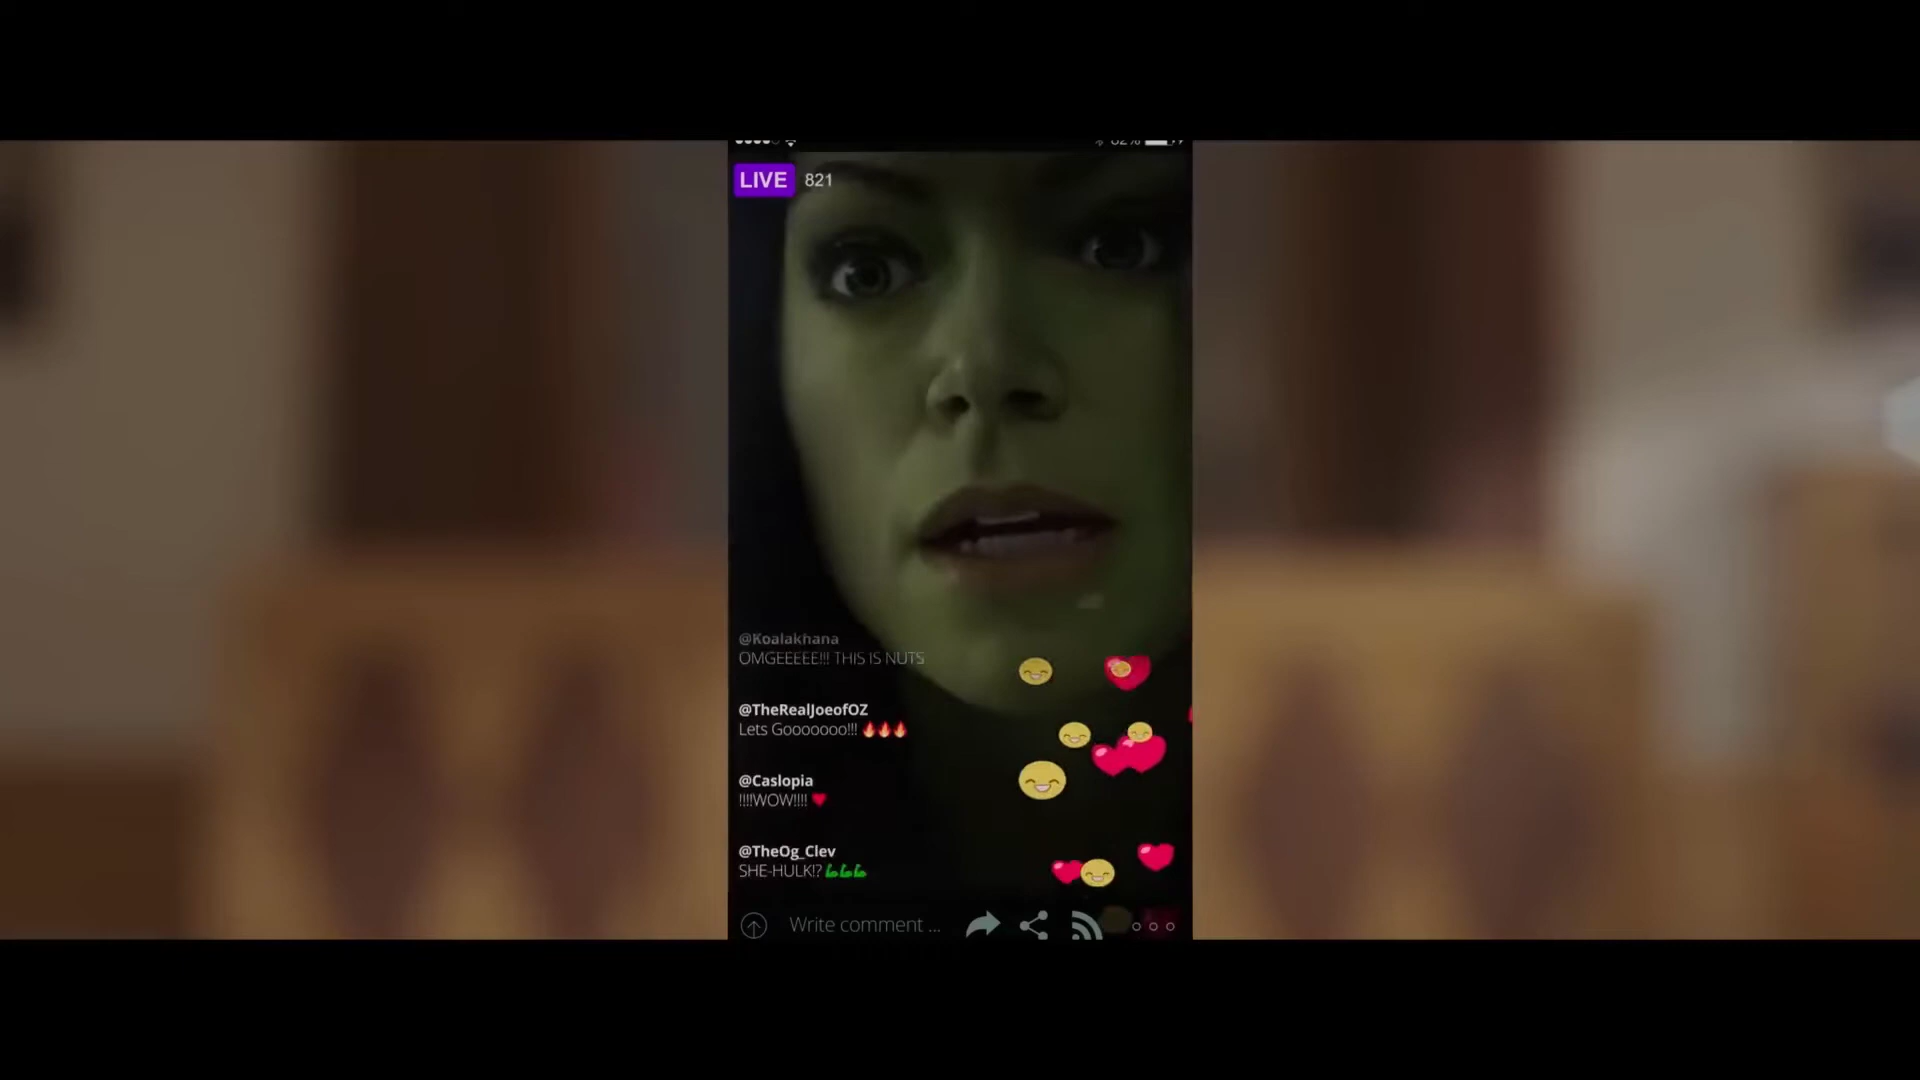 LIVE 821
@Koalakhana
OMGEEEEE!!! THIS IS NUTS
@TheRealJoeofOZ
Lets Gooooooo!!! 🔥🔥🔥
@Caslopia
!!!!WOW!!!! ❤️
@TheOg_Clev
SHE-HULK!?
Write comment ...